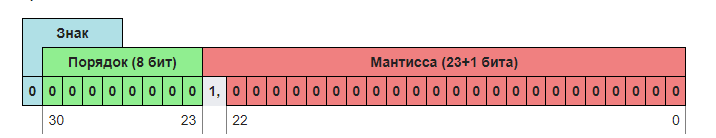 Знак
Порядок (8 бит) Мантисса (23+1 бита)
0 0 0 0 0 0 0 0 0 1, 0 0 0 0 0 0 0 0 0 0 0 0 0 0 0 0 0 0 0 0 0 0 0
30 23 22 0